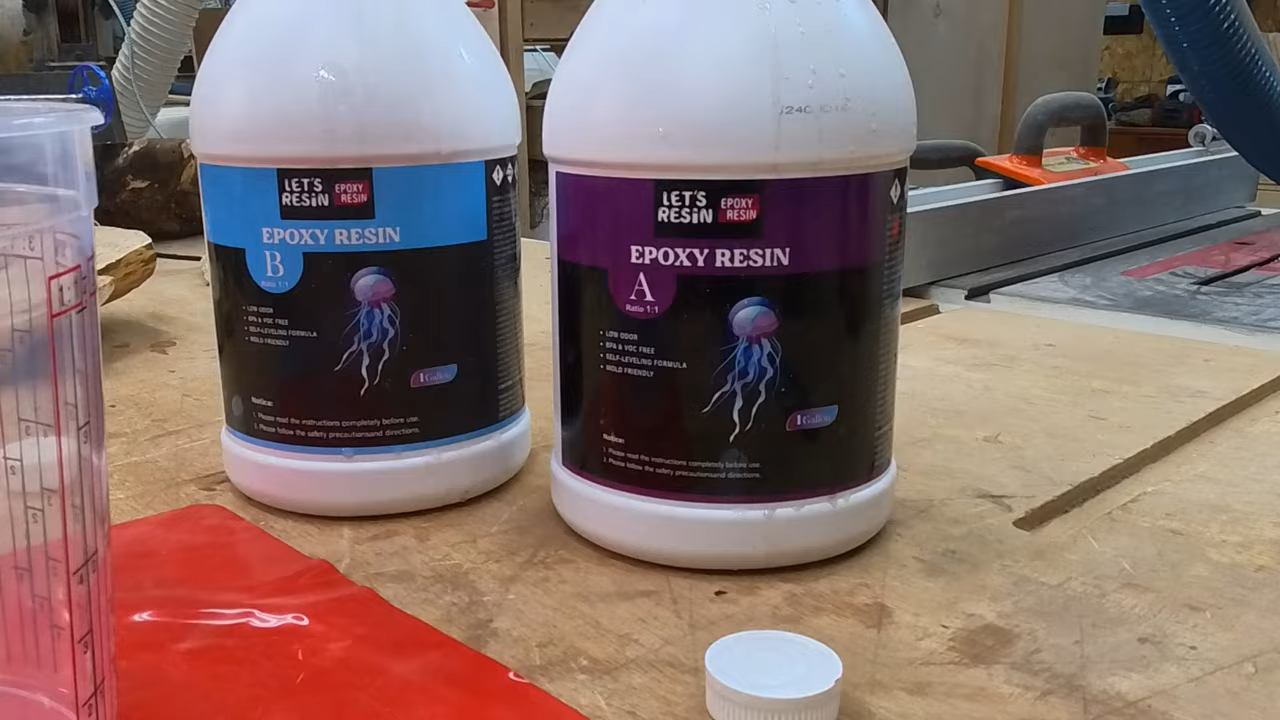 LET'S
RESIN
EPOXY
RESIN
EPOXY RESIN
B
Ratio 1:1
• LOW ODOR
• BPA & VOC FREE
• SELF-LEVELING FORMULA
• MOLD FRIENDLY
1 Gallon
Notice:
1. Please read the instructions completely before use.
2. Please follow the safety precautionsand directions.
LET'S
RESIN
EPOXY
RESIN
EPOXY RESIN
A
Ratio 1:1
• LOW ODOR
• BPA & VOC FREE
• SELF-LEVELING FORMULA
• MOLD FRIENDLY
1 Gallon
Notice:
1. Please read the instructions completely before use.
2. Please follow the safety precautionsand directions.